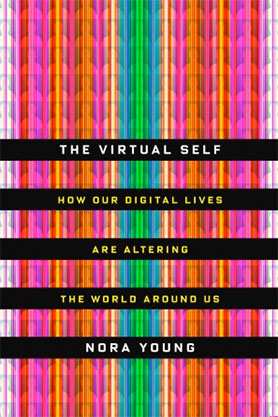 THE VIRTUAL SELF
HOW OUR DIGITAL LIVES
ARE ALTERING
THE WORLD AROUND US
NORA YOUNG